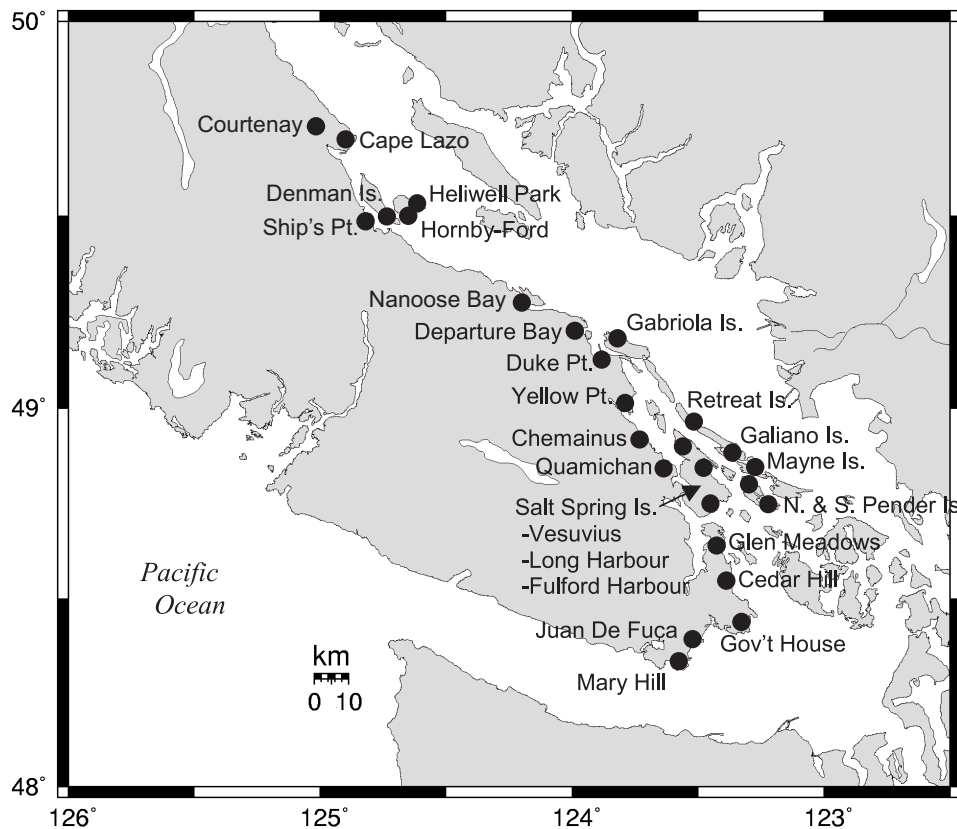 50°
Courtenay
Cape Lazo
Denman Is.
Heliwell Park
Ship's Pt.
Hornby-Ford
Nanoose Bay
Departure Bay
Gabriola Is.
Duke Pt.
Yellow Pt.
Retreat Is.
49°
Chemainus
Galiano Is.
Quamichan
Mayne Is.
Salt Spring Is.
-Vesuvius
-Long Harbour
-Fulford Harbour
N. & S. Pender Is
Glen Meadows
Cedar Hill
Pacific
Ocean
Juan De Fuca
Gov't House
km
0 10
Mary Hill
48°
126°
125°
124°
123°